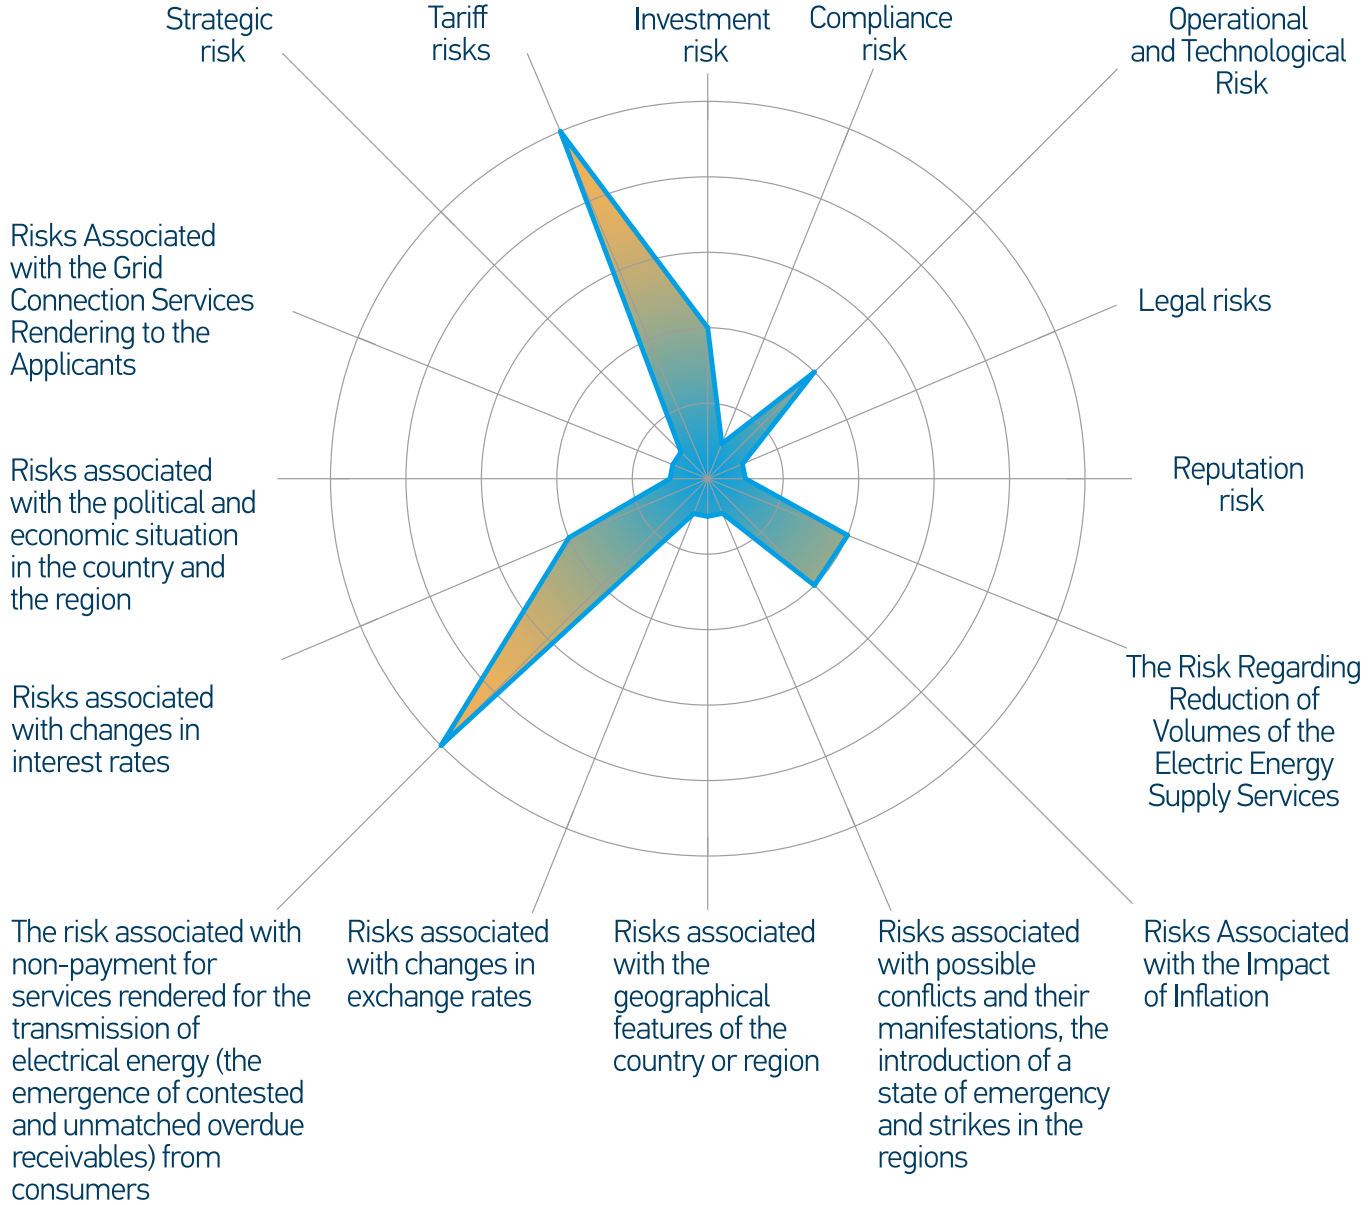 Strategic
risk
Tariff
risks
Investment
risk
Compliance
risk
Operational
and Technological
Risk
Risks Associated
with the Grid
Connection Services
Rendering to the
Applicants
Legal risks
Risks associated
with the political and
economic situation
in the country and
the region
Reputation
risk
Risks associated
with changes in
interest rates
The Risk Regarding
Reduction of
Volumes of the
Electric Energy
Supply Services
The risk associated with
non-payment for
services rendered for the
transmission of
electrical energy (the
emergence of contested
and unmatched overdue
receivables) from
consumers
Risks associated
with changes in
exchange rates
Risks associated
with the
geographical
features of the
country or region
Risks associated
with possible
conflicts and their
manifestations, the
introduction of a
state of emergency
and strikes in the
regions
Risks Associated
with the Impact
of Inflation